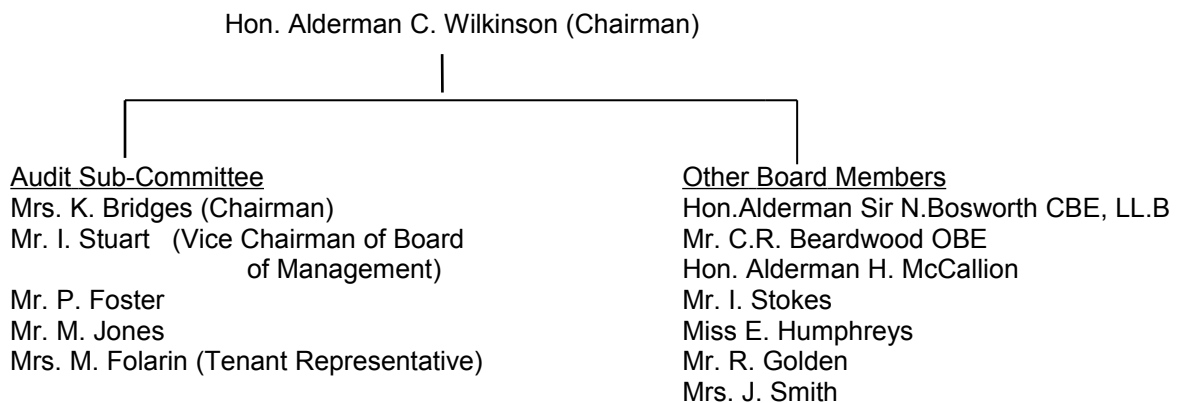 Hon. Alderman C. Wilkinson (Chairman)
Audit Sub-Committee
Mrs. K. Bridges (Chairman)
Mr. I. Stuart (Vice Chairman of Board
of Management)
Mr. P. Foster
Mr. M. Jones
Mrs. M. Folarin (Tenant Representative)
Other Board Members
Hon.Alderman Sir N.Bosworth CBE, LL.B
Mr. C.R. Beardwood OBE
Hon. Alderman H. McCallion
Mr. I. Stokes
Miss E. Humphreys
Mr. R. Golden
Mrs. J. Smith